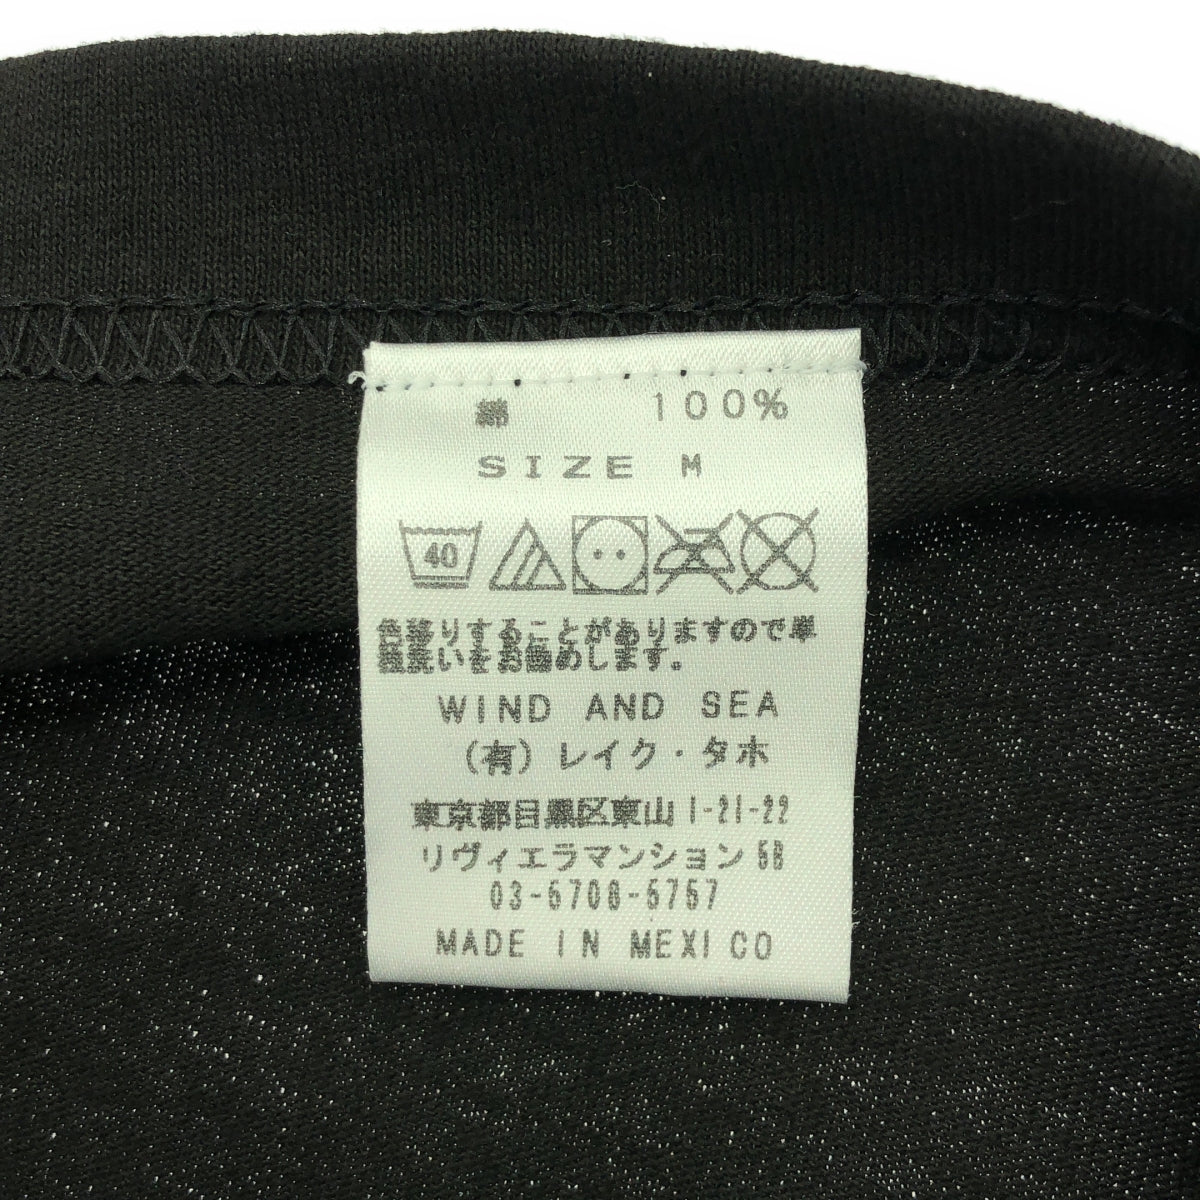 綿 100%
SIZE M
40
色落りすることがありますので単
独洗いをお勧めします。
WIND AND SEA
(有)レイク・タホ
東京都目黒区東山1-21-22
リヴィエラマンション6B
03-5708-5757
MADE IN MEXICO